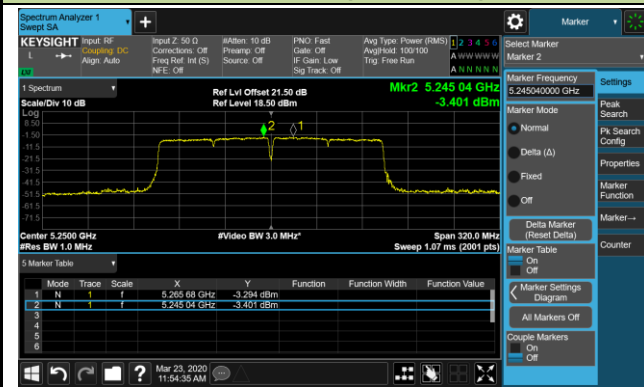 Spectrum Analyzer 1
Swept SA
+
Marker
KEYSIGHT
L
LU
Input: RF
Coupling: DC
Align: Auto
Input Z: 50 Ω
Corrections: Off
Freq Ref: Int (S)
NFE: Off
#Atten: 10 dB
Preamp: Off
Source: Off
PNO: Fast
Gate: Off
IF Gain: Low
Sig Track: Off
Avg Type: Power (RMS)
Avg|Hold: 100/100
Trig: Free Run
1 2 3 4 5 6
A W W W W W
A N N N N N
Select Marker
Marker 2
1 Spectrum
Scale/Div 10 dB
Log
Ref Lvl Offset 21.50 dB
Ref Level 18.50 dBm
Mkr2 5.245 04 GHz
-3.401 dBm
8.50
-1.50
-11.5
-21.5
-31.5
-41.5
-51.5
-61.5
-71.5
2
1
Center 5.2500 GHz
#Res BW 1.0 MHz
#Video BW 3.0 MHz*
Span 320.0 MHz
Sweep 1.07 ms (2001 pts)
5 Marker Table
Mode Trace Scale X Y Function Function Width Function Value
1 N 1 f 5.265 68 GHz -3.294 dBm
2 N 1 f 5.245 04 GHz -3.401 dBm
3
4
5
6
Marker Frequency
5.245040000 GHz
Marker Mode
Normal
Delta (Δ)
Fixed
Off
Delta Marker
(Reset Delta)
Marker Table
On
Off
Marker Settings
Diagram
All Markers Off
Couple Markers
On
Off
Settings
Peak
Search
Pk Search
Config
Properties
Marker
Function
Marker→
Counter
?
Mar 23, 2020
11:54:35 AM